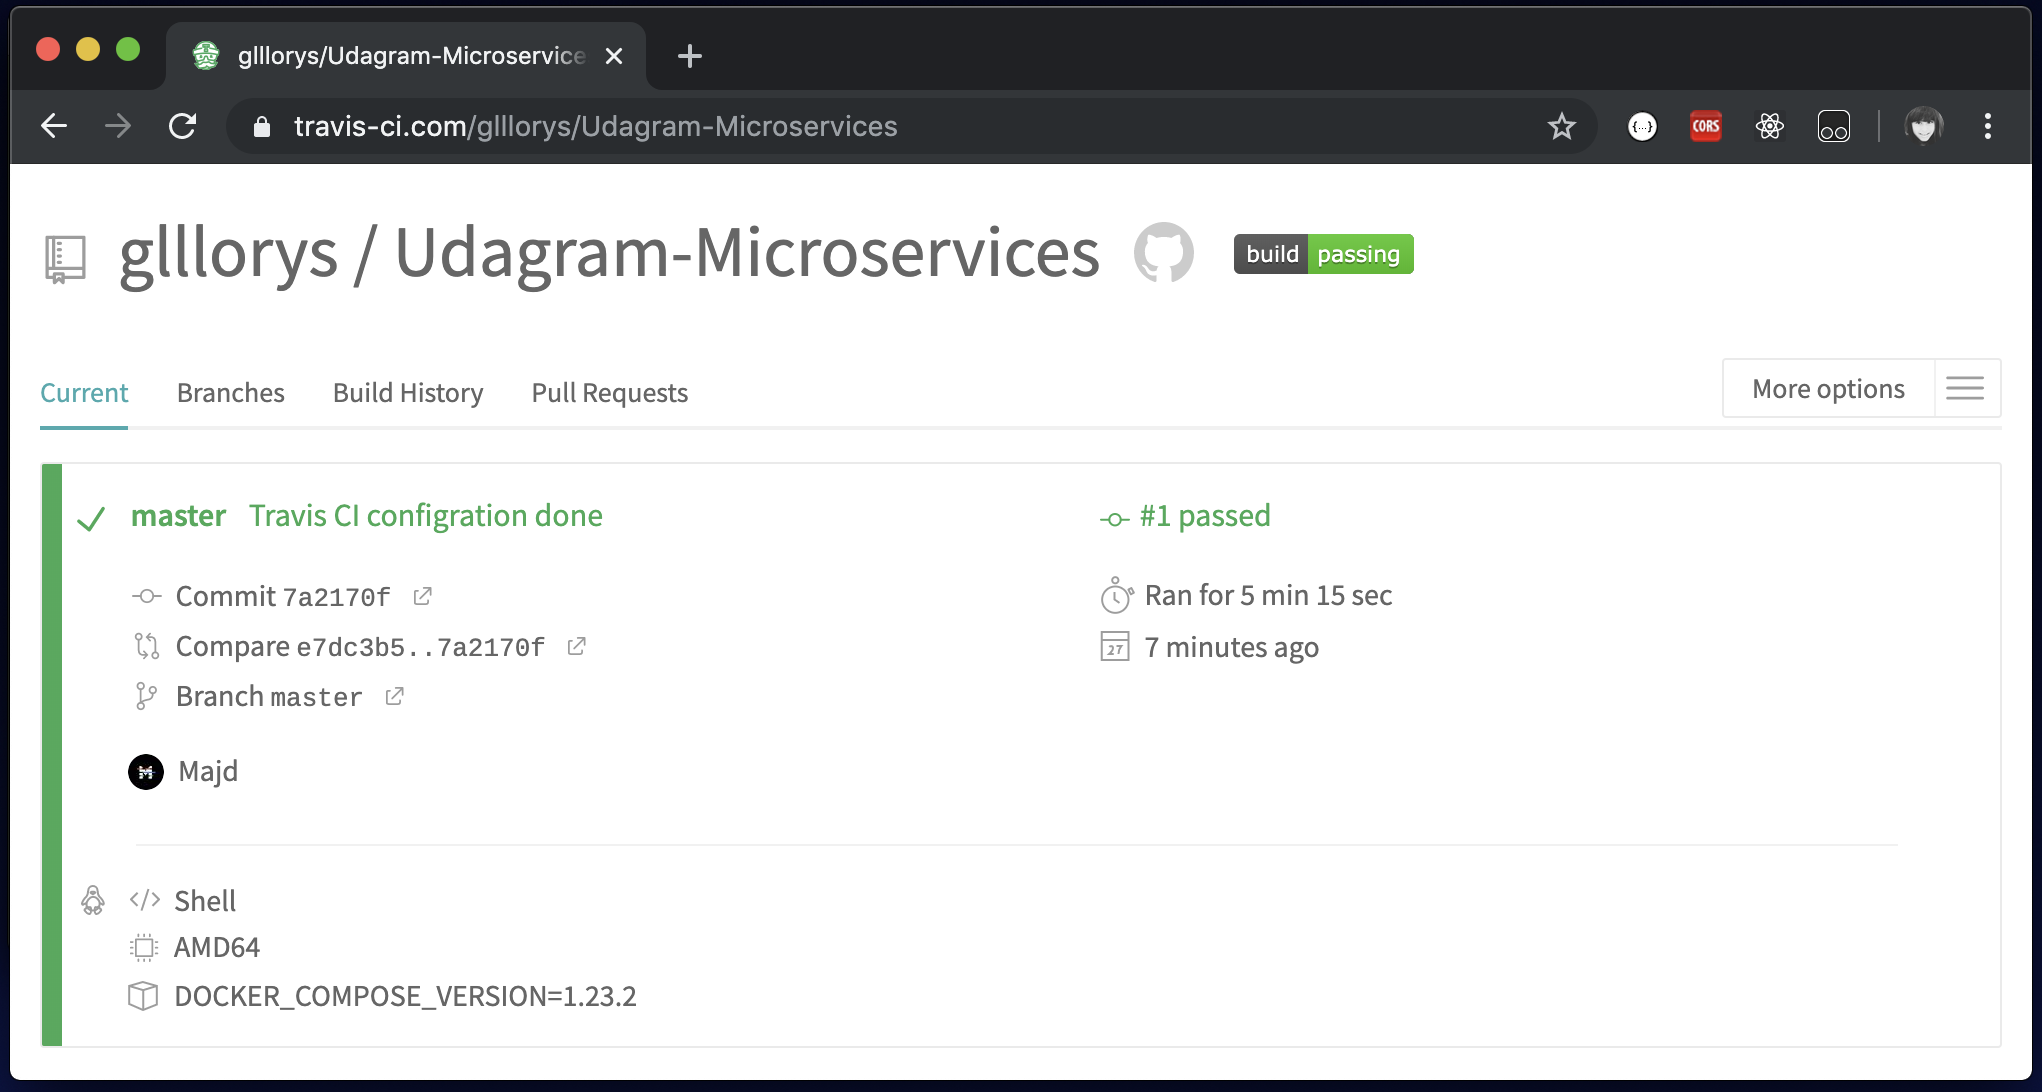 glllorys/Udagram-Microservice
travis-ci.com/glllorys/Udagram-Microservices
CORS
glllorys / Udagram-Microservices
build passing
Current Branches Build History Pull Requests
More options
master Travis CI configration done
#1 passed
Commit 7a2170f
Ran for 5 min 15 sec
Compare e7dc3b5..7a2170f
27
7 minutes ago
Branch master
Majd
</> Shell
AMD64
DOCKER_COMPOSE_VERSION=1.23.2